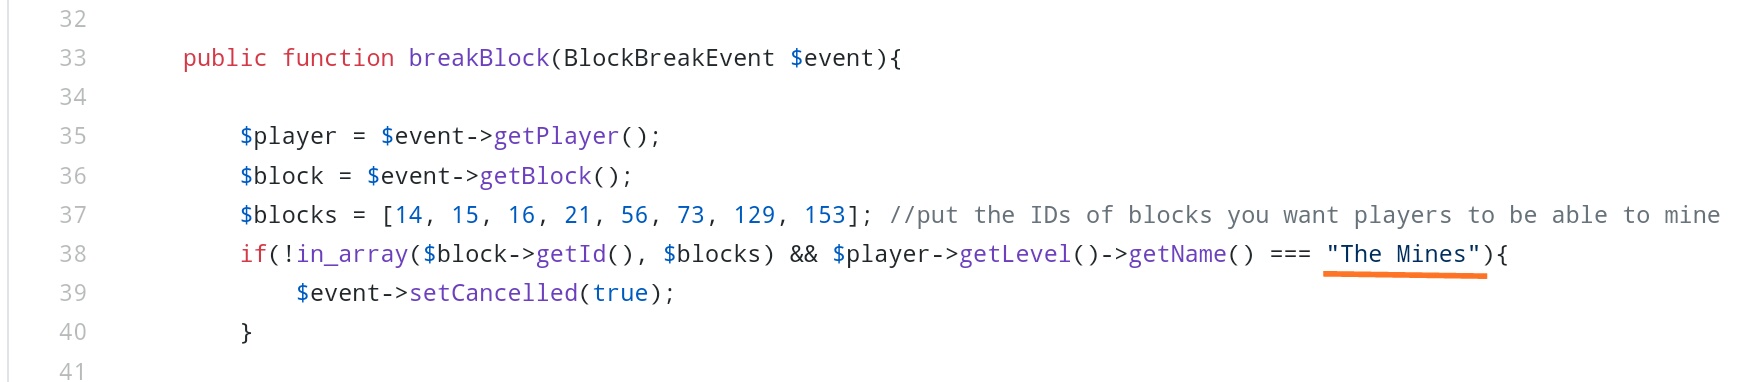 32
33 public function breakBlock(BlockBreakEvent $event){
34
35 $player = $event->getPlayer();
36 $block = $event->getBlock();
37 $blocks = [14, 15, 16, 21, 56, 73, 129, 153]; //put the IDs of blocks you want players to be able to mine
38 if(!in_array($block->getId(), $blocks) && $player->getLevel()->getName() === "The Mines"){
39 $event->setCancelled(true);
40 }
41